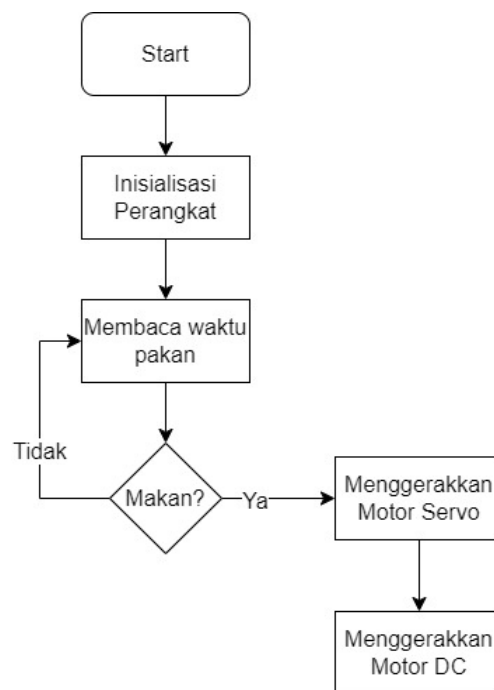 Start
Inisialisasi
Perangkat
Membaca waktu
pakan
Tidak
Makan?
Ya
Menggerakkan
Motor Servo
Menggerakkan
Motor DC